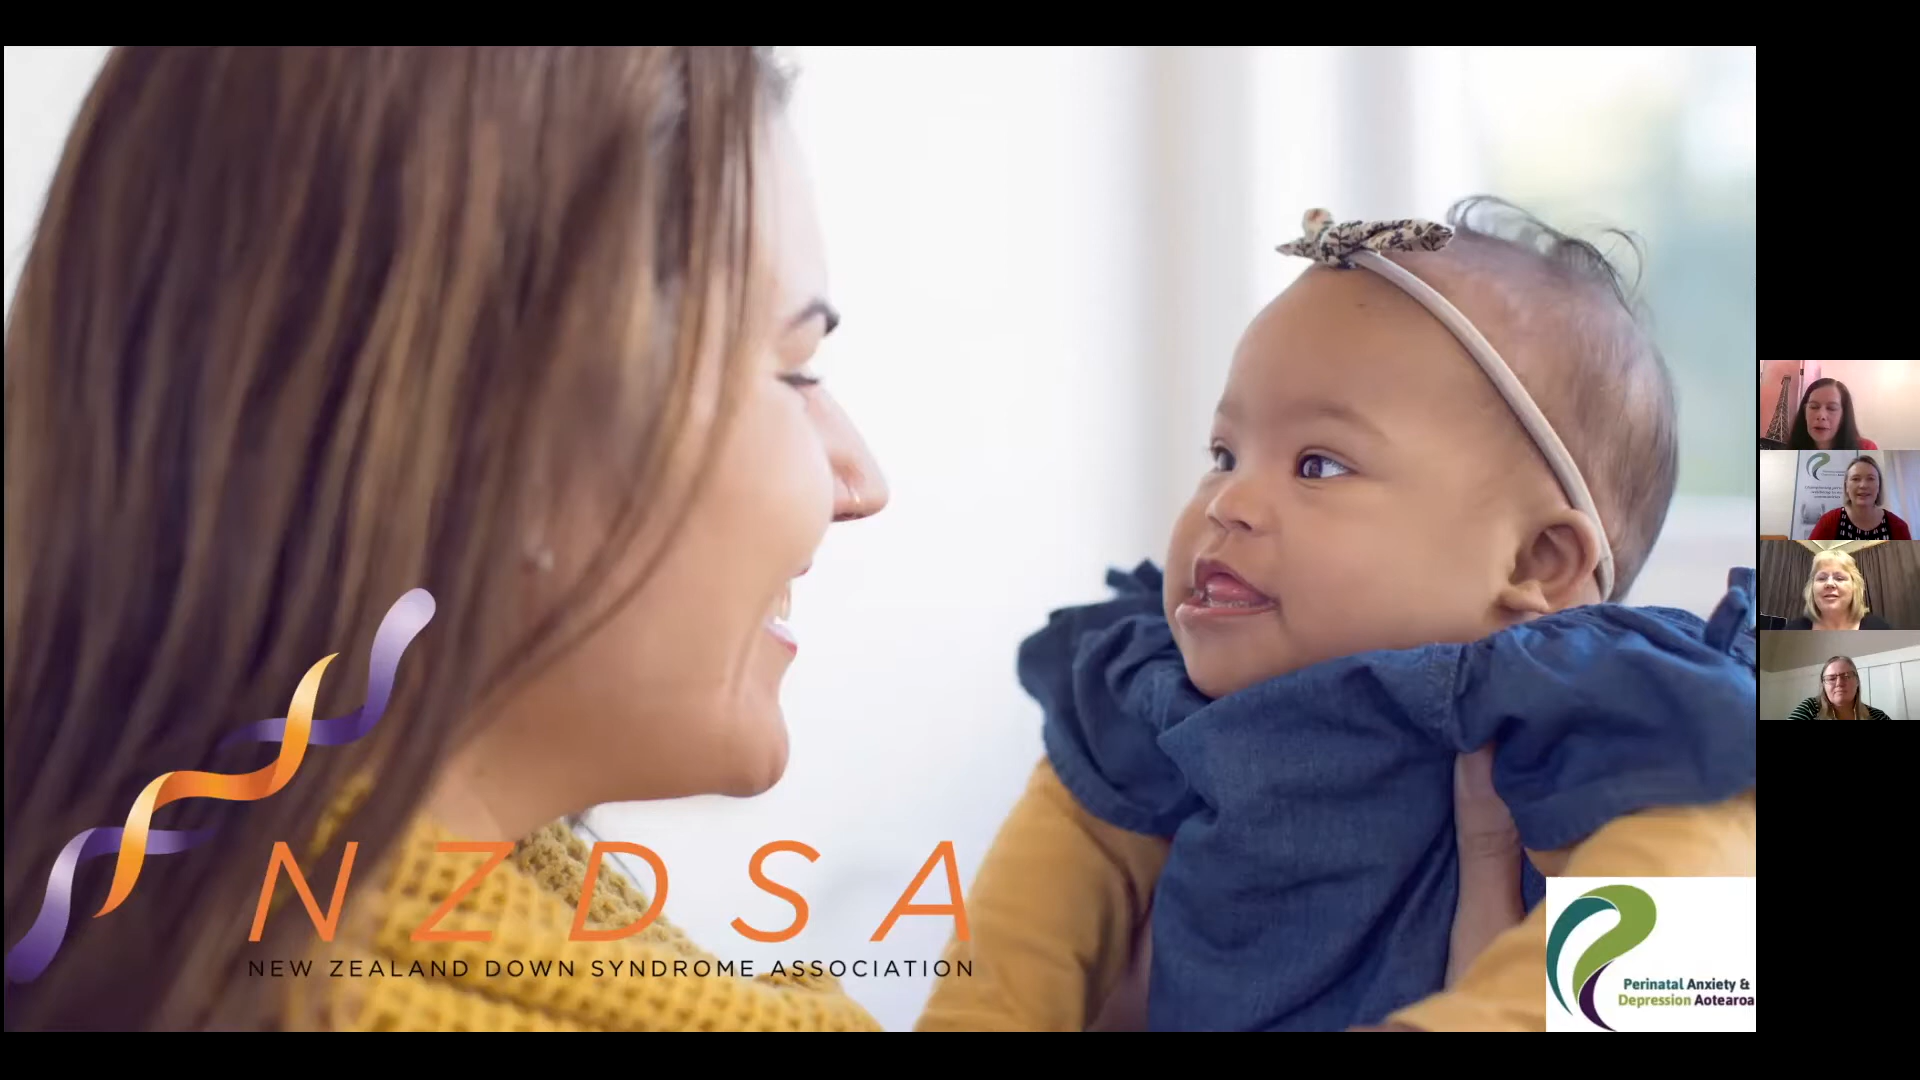 NZDSA
NEW ZEALAND DOWN SYNDROME ASSOCIATION
Perinatal Anxiety &
Depression Aotearoa